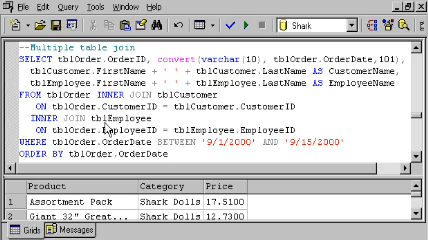 Edit Query Tools Window Help
Shark
--Multiple table join
SELECT tblOrder.OrderID, convert(varchar(10), tblOrder.OrderDate,101),
tblCustomer.FirstName + ' ' + tblCustomer.LastName AS CustomerName,
tblEmployee.FirstName + ' ' + tblEmployee.LastName AS EmployeeName
FROM tblOrder INNER JOIN tblCustomer
ON tblOrder.CustomerID = tblCustomer.CustomerID
INNER JOIN tblEmployee
ON tblOrder.EmployeeID = tblEmployee.EmployeeID
WHERE tblOrder.OrderDate BETWEEN '9/1/2000' AND '9/15/2000'
ORDER BY tblOrder.OrderDate
Product Category Price
1 Assortment Pack Shark Dolls 17.5100
2 Giant 32" Great... Shark Dolls 12.7300
Grids Messages